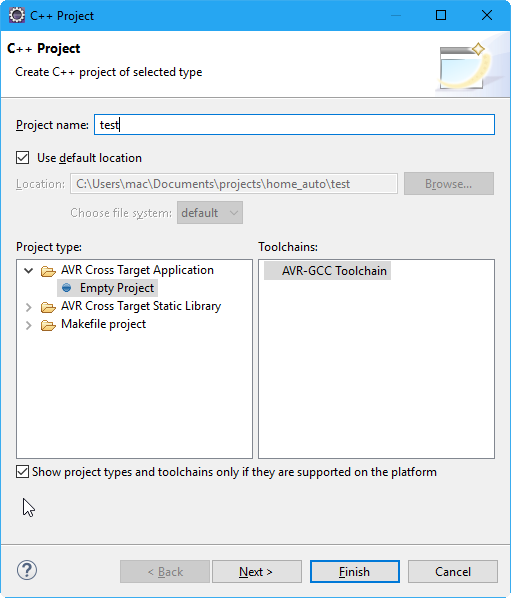 C++ Project
C++ Project
Create C++ project of selected type
Project name: test
Use default location
Location: C:\Users\mac\Documents\projects\home_auto\test Browse...
Choose file system: default
Project type: Toolchains:
AVR Cross Target Application AVR-GCC Toolchain
Empty Project
AVR Cross Target Static Library
Makefile project
Show project types and toolchains only if they are supported on the platform
? < Back Next > Finish Cancel